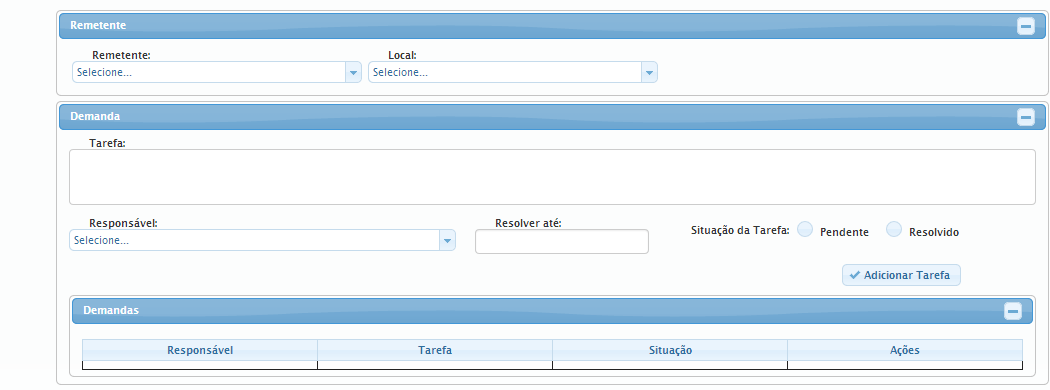 Remetente
Remetente: Local:
Selecione... Selecione...
Demanda
Tarefa:
Responsável: Resolver até:
Selecione... Situação da Tarefa: Pendente Resolvido
Adicionar Tarefa
Demandas
Responsável Tarefa Situação Ações